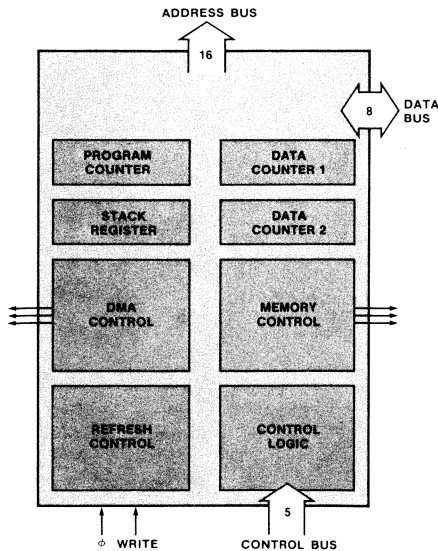 ADDRESS BUS
16
8
DATA
BUS
PROGRAM
COUNTER
DATA
COUNTER 1
STACK
REGISTER
DATA
COUNTER 2
DMA
CONTROL
MEMORY
CONTROL
REFRESH
CONTROL
CONTROL
LOGIC
5
ϕ WRITE
CONTROL BUS